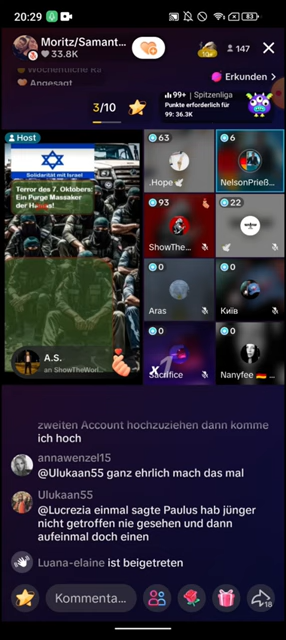 20:29
83
Moritz/Samant...
33.8K
10K
147
Wöchentliche Ra
Angesagt
Erkunden >
3/10
99+ | Spitzenliga
Punkte erforderlich für
99: 36.3K
Host
Solidarität mit Israel
Terror des 7. Oktobers:
Ein Purge Massaker
der Hamas!
A.S.
an ShowTheWorl...
63
.Hope
6
NelsonPrieß...
93
ShowThe...
22
0
Aras
0
Київ
0
x1
Sacrifice
0
Nanyfee
zweiten Account hochzuziehen dann komme
ich hoch
annawenzel15
@Ulukaan55 ganz ehrlich mach das mal
Ulukaan55
@Lucrezia einmal sagte Paulus hab jünger
nicht getroffen nie gesehen und dann
aufeinmal doch einen
Luana-elaine ist beigetreten
Kommenta...
18